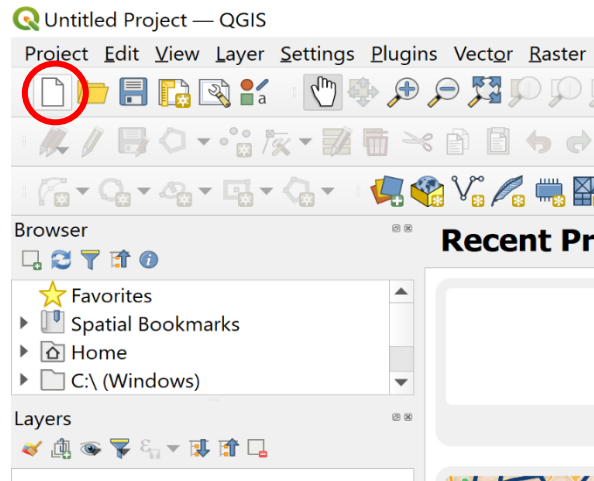 Untitled Project — QGIS
Project Edit View Layer Settings Plugins Vector Raster
a
Browser
Recent Pr
Favorites
Spatial Bookmarks
Home
C:\ (Windows)
Layers